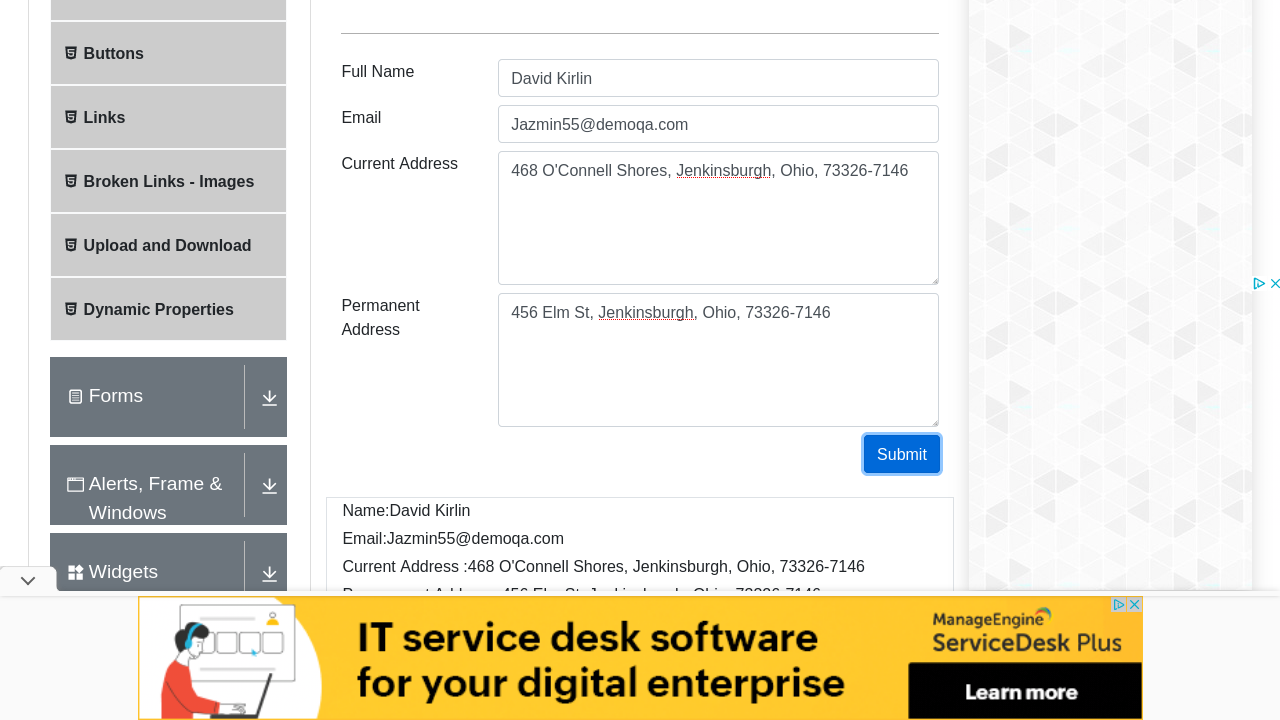 Buttons
Links
Broken Links - Images
Upload and Download
Dynamic Properties
Forms
Alerts, Frame &
Windows
Widgets
Full Name
David Kirlin
Email
Jazmin55@demoqa.com
Current Address
468 O'Connell Shores, Jenkinsburgh, Ohio, 73326-7146
Permanent
Address
456 Elm St, Jenkinsburgh, Ohio, 73326-7146
Submit
Name:David Kirlin
Email:Jazmin55@demoqa.com
Current Address :468 O'Connell Shores, Jenkinsburgh, Ohio, 73326-7146
IT service desk software
for your digital enterprise
ManageEngine
ServiceDesk Plus
Learn more